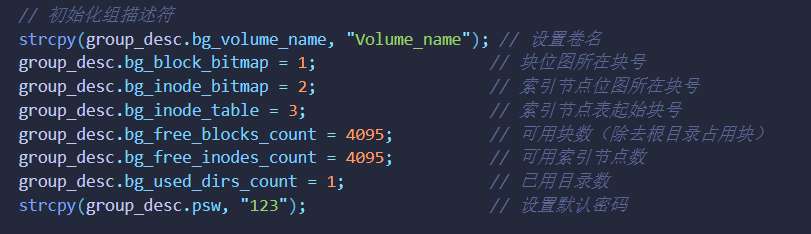 // 初始化组描述符
strcpy(group_desc.bg_volume_name, "Volume_name"); // 设置卷名
group_desc.bg_block_bitmap = 1; // 块位图所在块号
group_desc.bg_inode_bitmap = 2; // 索引节点位图所在块号
group_desc.bg_inode_table = 3; // 索引节点表起始块号
group_desc.bg_free_blocks_count = 4095; // 可用块数（除去根目录占用块）
group_desc.bg_free_inodes_count = 4095; // 可用索引节点数
group_desc.bg_used_dirs_count = 1; // 已用目录数
strcpy(group_desc.psw, "123"); // 设置默认密码